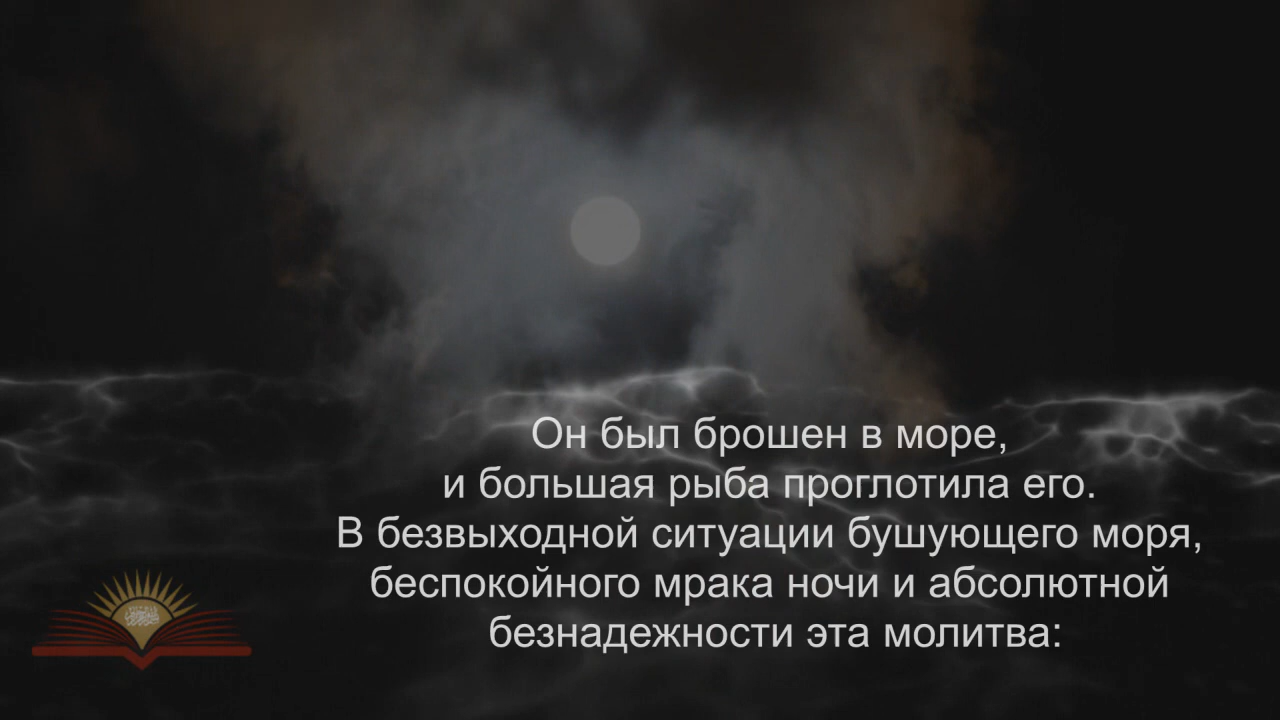 Он был брошен в море,
и большая рыба проглотила его.
В безвыходной ситуации бушующего моря,
беспокойного мрака ночи и абсолютной
безнадежности эта молитва: